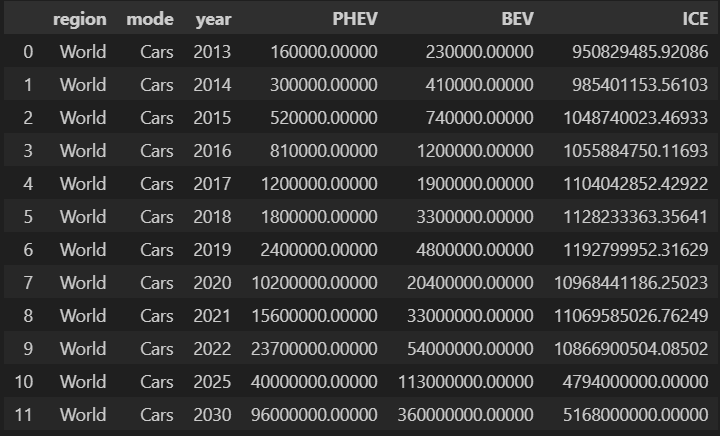 region mode year PHEV BEV ICE
0 World Cars 2013 160000.00000 230000.00000 950829485.92086
1 World Cars 2014 300000.00000 410000.00000 985401153.56103
2 World Cars 2015 520000.00000 740000.00000 1048740023.46933
3 World Cars 2016 810000.00000 1200000.00000 1055884750.11693
4 World Cars 2017 1200000.00000 1900000.00000 1104042852.42922
5 World Cars 2018 1800000.00000 3300000.00000 1128233363.35641
6 World Cars 2019 2400000.00000 4800000.00000 1192799952.31629
7 World Cars 2020 10200000.00000 20400000.00000 10968441186.25023
8 World Cars 2021 15600000.00000 33000000.00000 11069585026.76249
9 World Cars 2022 23700000.00000 54000000.00000 10866900504.08502
10 World Cars 2025 40000000.00000 113000000.00000 4794000000.00000
11 World Cars 2030 96000000.00000 360000000.00000 5168000000.00000